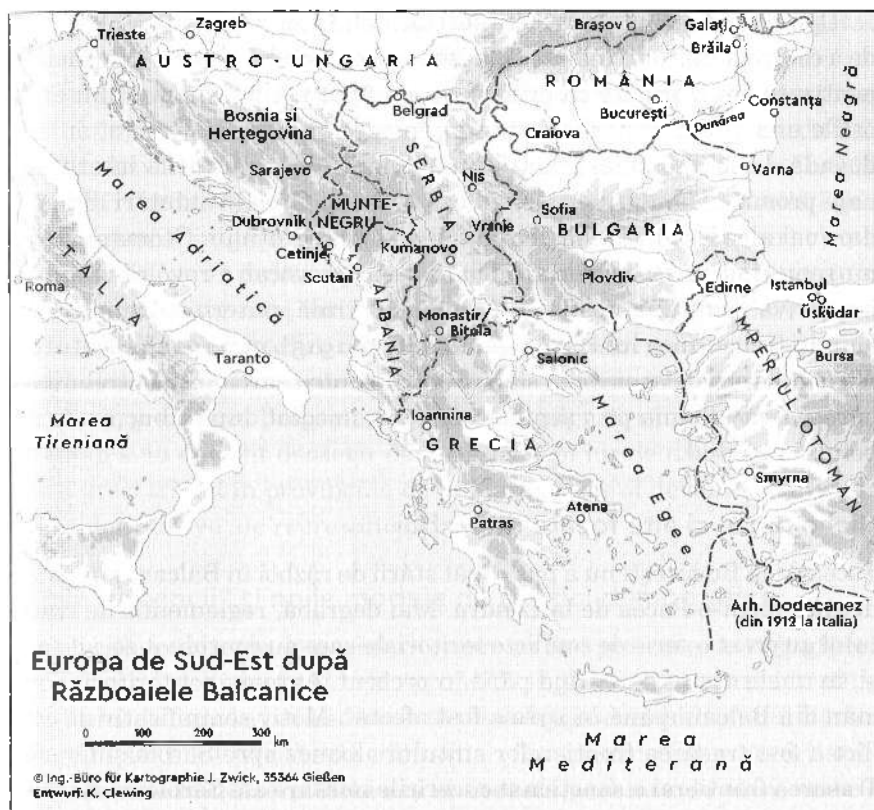 Trieste
Zagreb
Brașov
Galați
Brăila
AUSTRO-UNGARIA
ROMÂNIA
Marea Neagră
Constanța
București
Craiova
Dunărea
Belgrad
Bosnia și
Herțegovina
Sarajevo
SERBIA
Nis
Varna
Marea Adriatică
MUNTE-
NEGRU
Dubrovnik
Cetinje
Scutari
Vranje
Kumanovo
Sofia
BULGARIA
Plovdiv
Edirne
Istanbul
Üsküdar
Bursa
ITALIA
Roma
Taranto
ALBANIA
Monastir/
Bitola
Salonic
IMPERIUL OTOMAN
Marea
Tireniană
Ioannina
GRECIA
Marea Egee
Smyrna
Patras
Atena
Arh. Dodecanez
(din 1912 la Italia)
Europa de Sud-Est după
Războaiele Balcanice
0 100 200 300
km
Marea
Mediterană
© Ing.-Büro für Kartographie J. Zwick, 35364 Gießen
Entwurf: K. Clewing